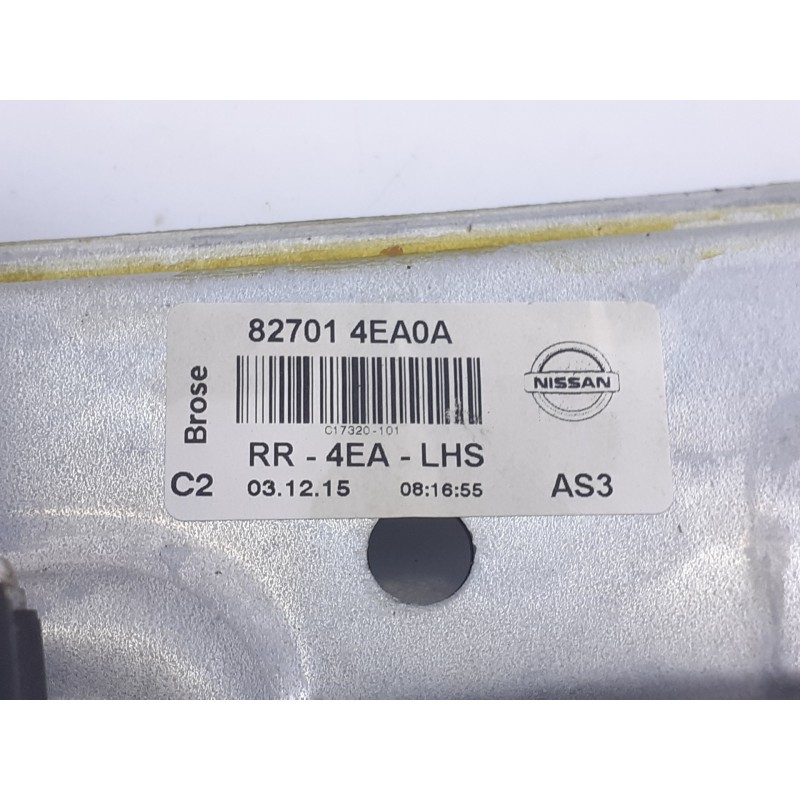 82701 4EA0A
Brose
NISSAN
C17320-101
RR - 4EA - LHS
C2 03.12.15 08:16:55 AS3